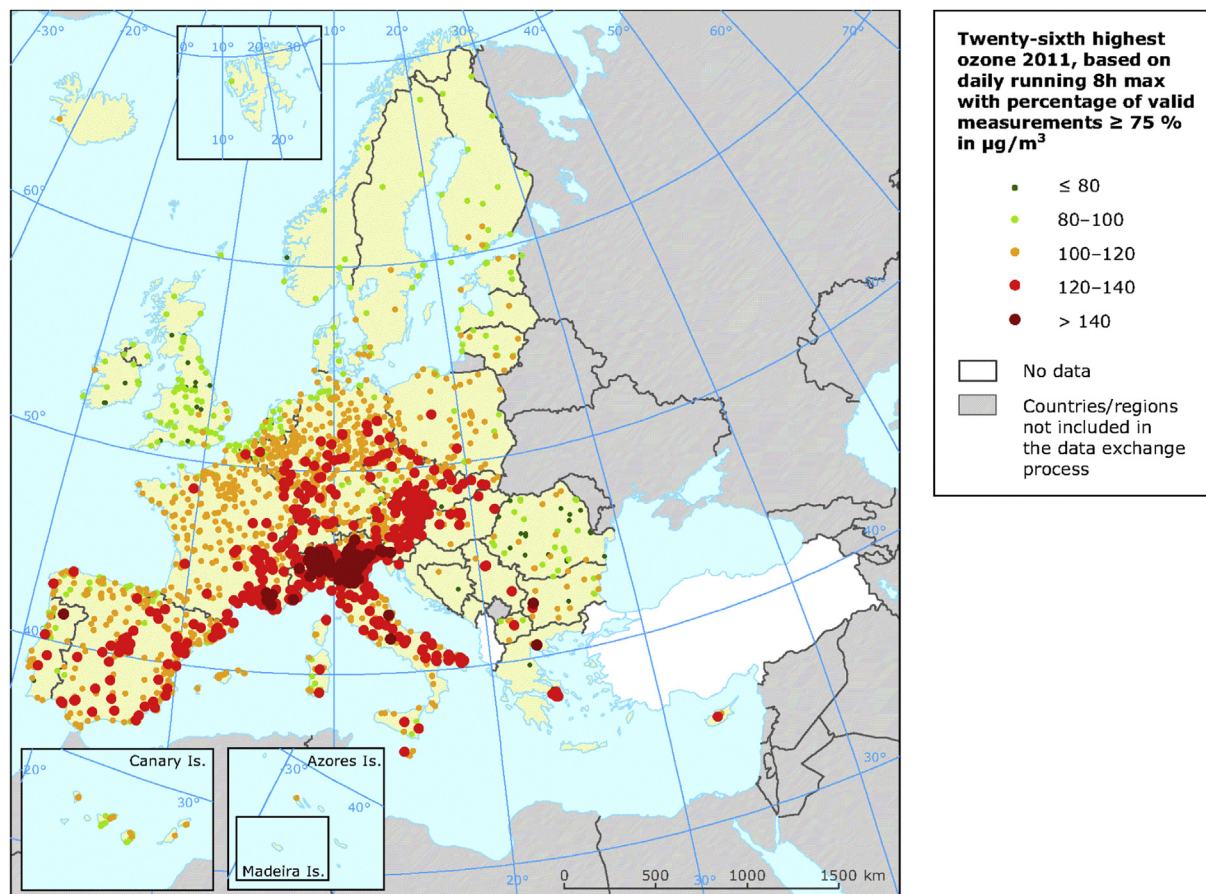 -30°
-20°
-10°
0°
10°
20°
30°
40°
50°
60°
70°
0°
10°
20°
30°
10°
20°
60°
50°
40°
50°
40°
30°
20°
Canary Is.
-20°
30°
Azores Is.
-30°
40°
Madeira Is.
0 500 1000 1500 km
Twenty-sixth highest
ozone 2011, based on
daily running 8h max
with percentage of valid
measurements ≥ 75 %
in µg/m³
≤ 80
80–100
100–120
120–140
> 140
No data
Countries/regions
not included in
the data exchange
process